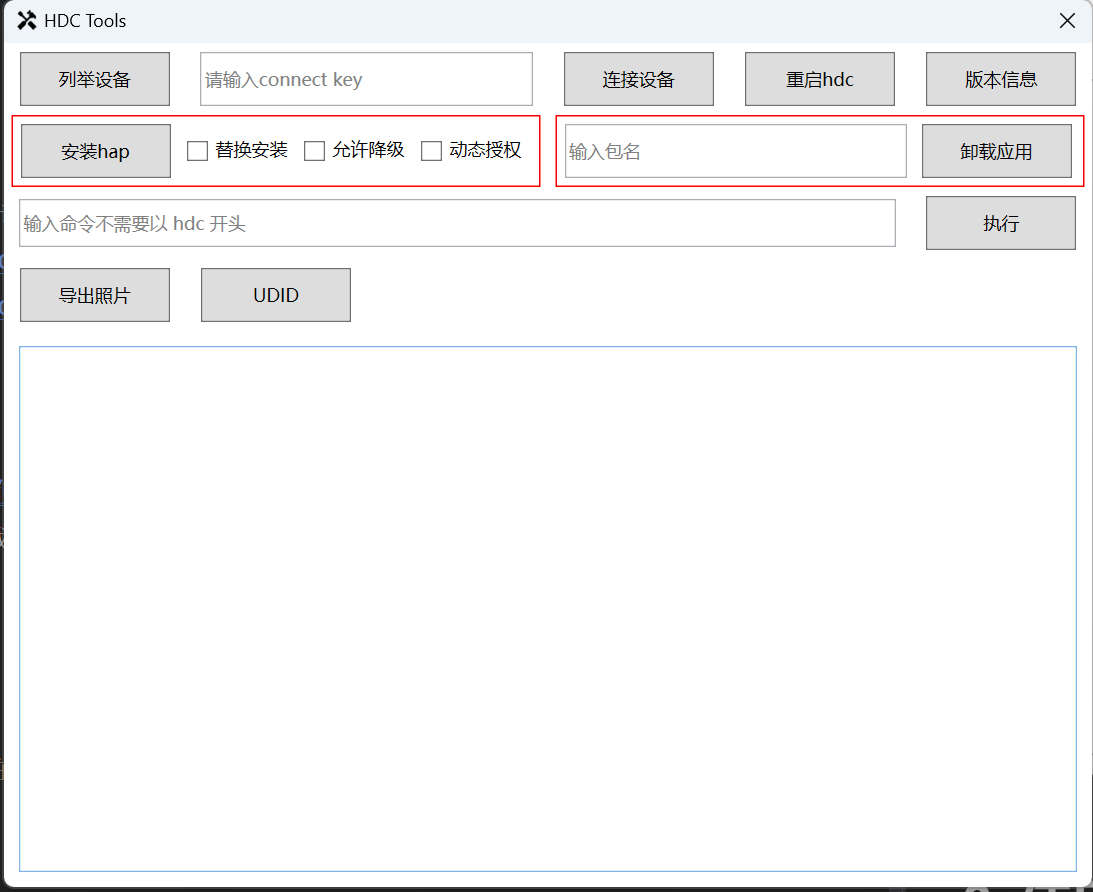 HDC Tools
列举设备 请输入connect key 连接设备 重启hdc 版本信息
安装hap 替换安装 允许降级 动态授权 输入包名 卸载应用
输入命令不需要以 hdc 开头 执行
导出照片 UDID